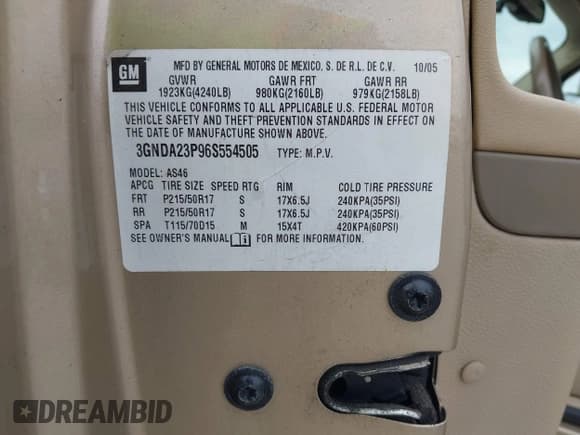 GM
MFD BY GENERAL MOTORS DE MEXICO, S. DE R.L. DE C.V. 10/05
GVWR GAWR FRT GAWR RR
1923KG(4240LB) 980KG(2160LB) 979KG(2158LB)
THIS VEHICLE CONFORMS TO ALL APPLICABLE U.S. FEDERAL MOTOR
VEHICLE SAFETY AND THEFT PREVENTION STANDARDS IN EFFECT ON
THE DATE OF MANUFACTURE SHOWN ABOVE.
3GNDA23P96S554505 TYPE: M.P.V.
MODEL: AS46
APCG TIRE SIZE SPEED RTG RIM COLD TIRE PRESSURE
FRT P215/50R17 S 17X6.5J 240KPA(35PSI)
RR P215/50R17 S 17X6.5J 240KPA(35PSI)
SPA T115/70D15 M 15X4T 420KPA(60PSI)
SEE OWNER'S MANUAL i FOR MORE INFORMATION.
DREAMBID